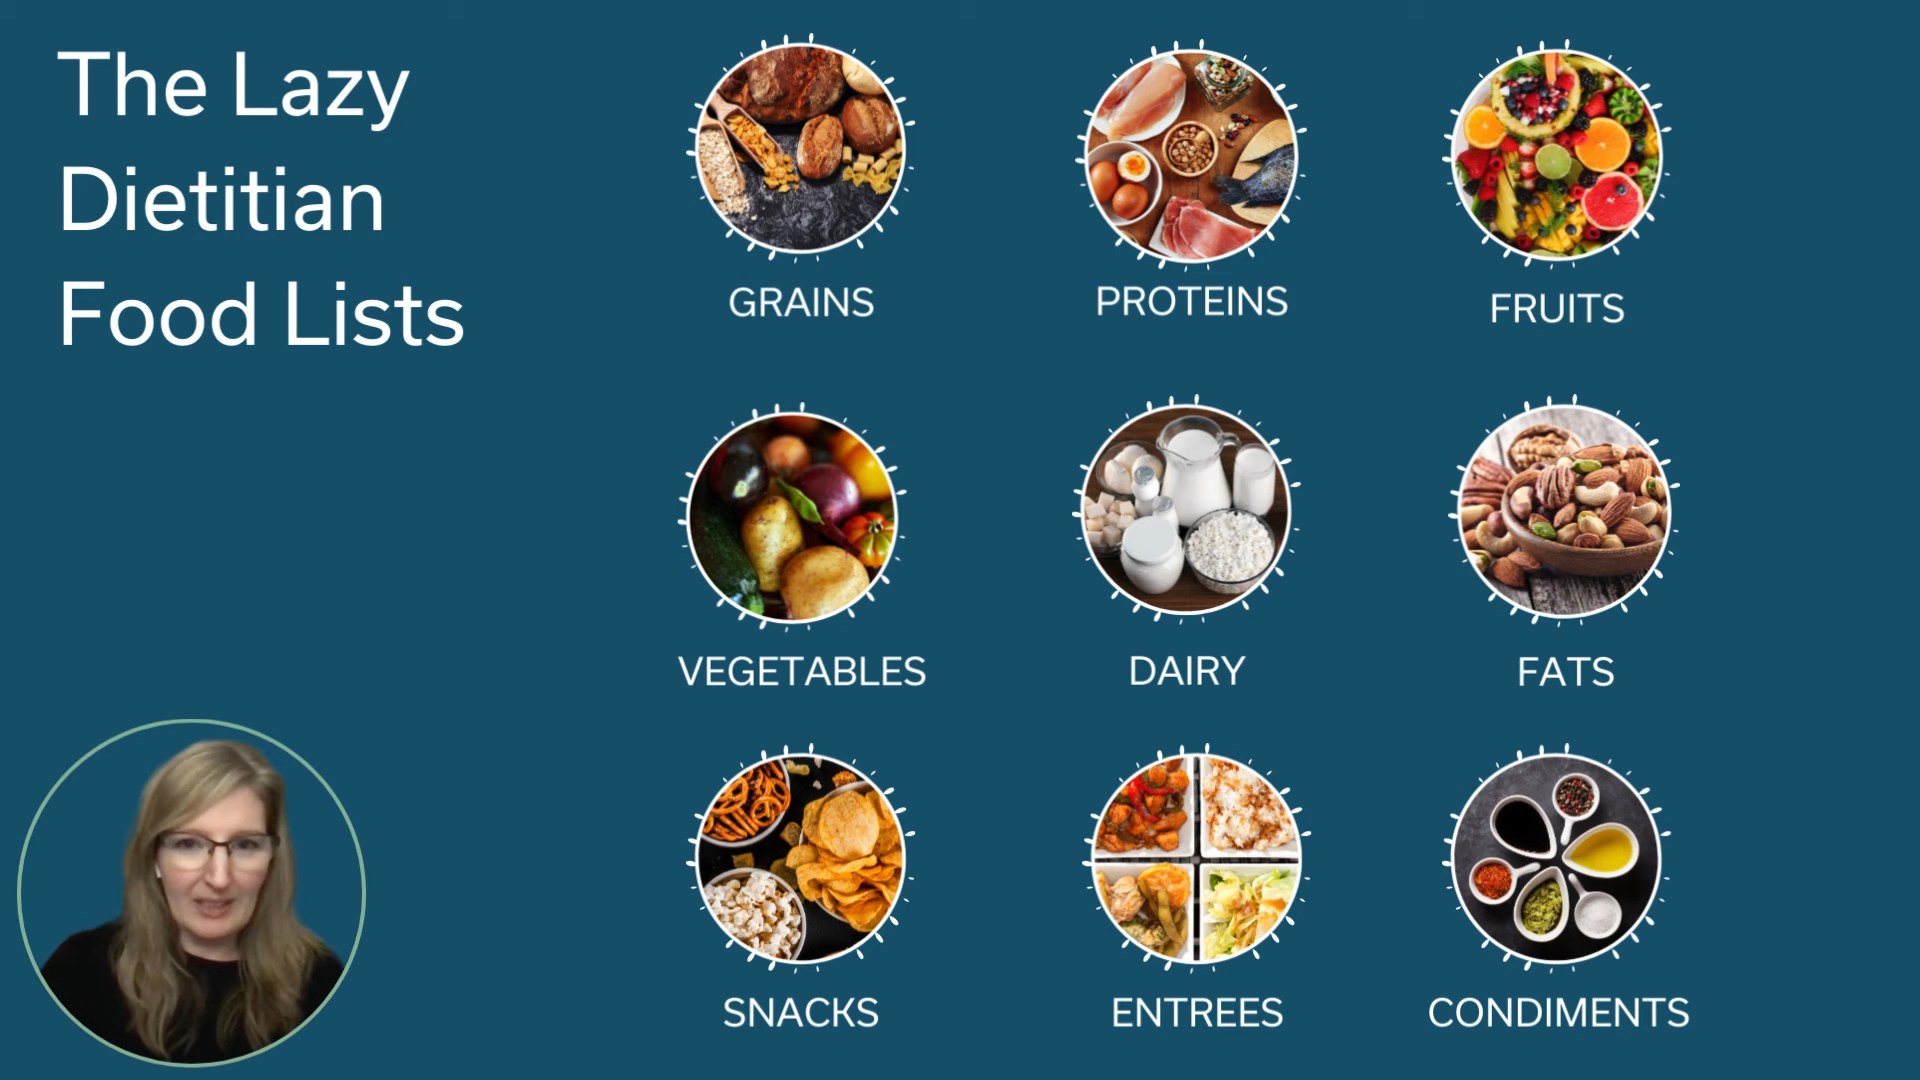 The Lazy
Dietitian
Food Lists
GRAINS
PROTEINS
FRUITS
VEGETABLES
DAIRY
FATS
SNACKS
ENTREES
CONDIMENTS